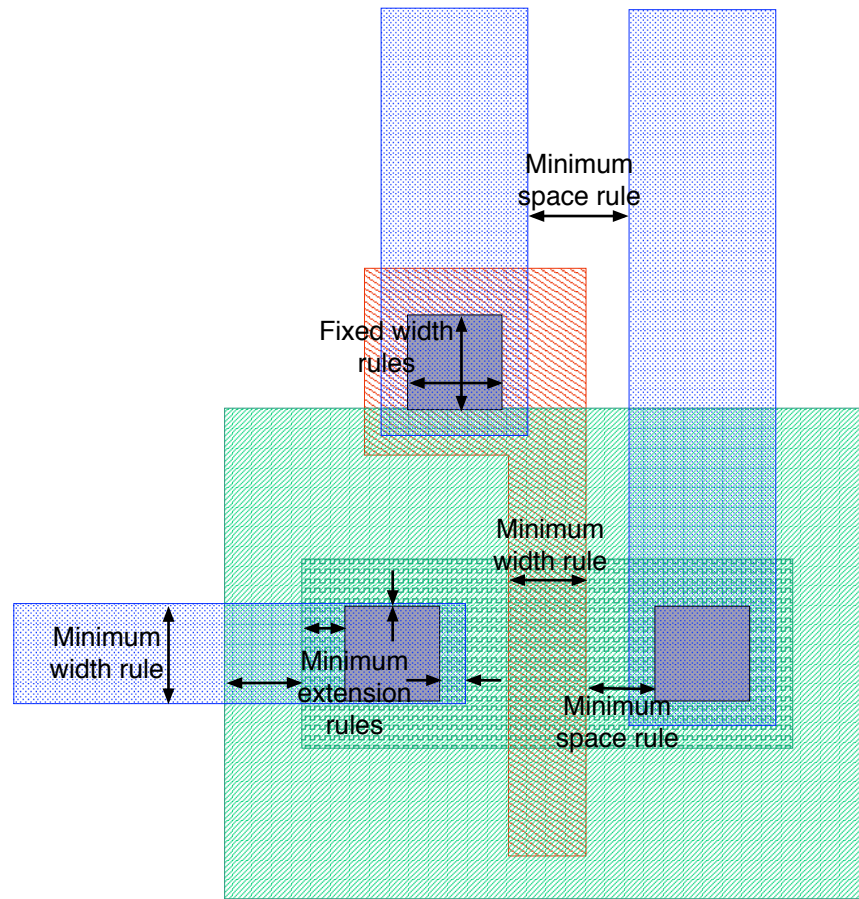 Minimum
space rule
Fixed width
rules
Minimum
width rule
Minimum
width rule
Minimum
extension
rules
Minimum
space rule